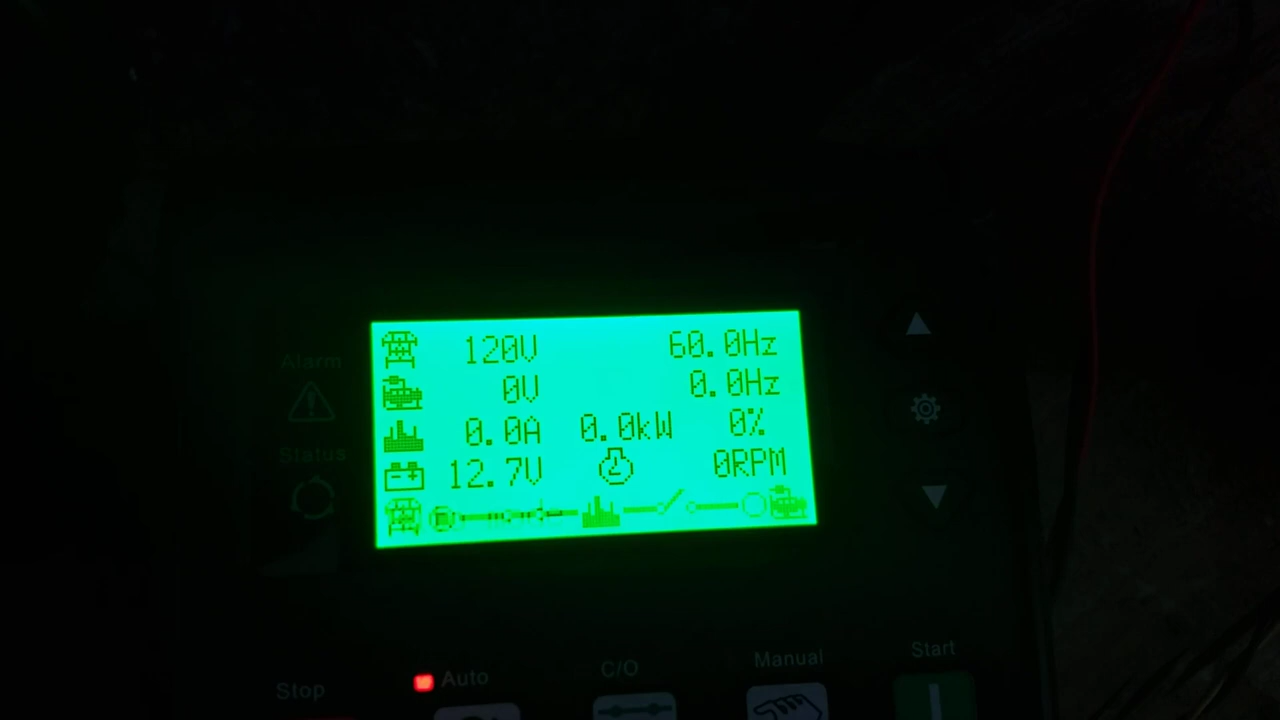 120V 60.0Hz
0V 0.0Hz
Alarm
0.0A 0.0kW 0%
Status
12.7V 0RPM
Stop
Auto
C/O
Manual
Start